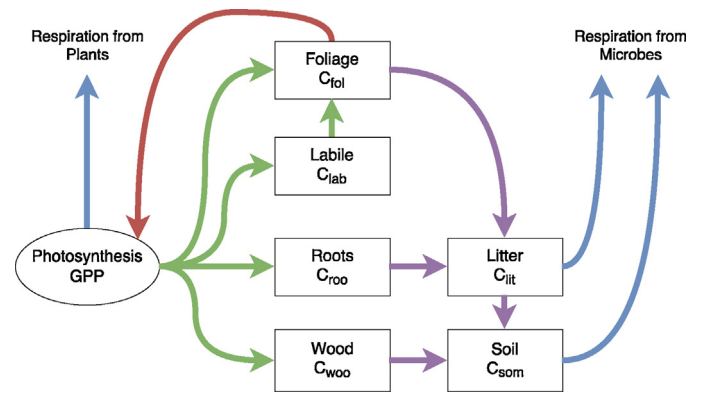 Respiration from
Plants
Respiration from
Microbes
Foliage
Cfol
Labile
Clab
Photosynthesis
GPP
Roots
Croo
Litter
Clit
Wood
Cwoo
Soil
Csom